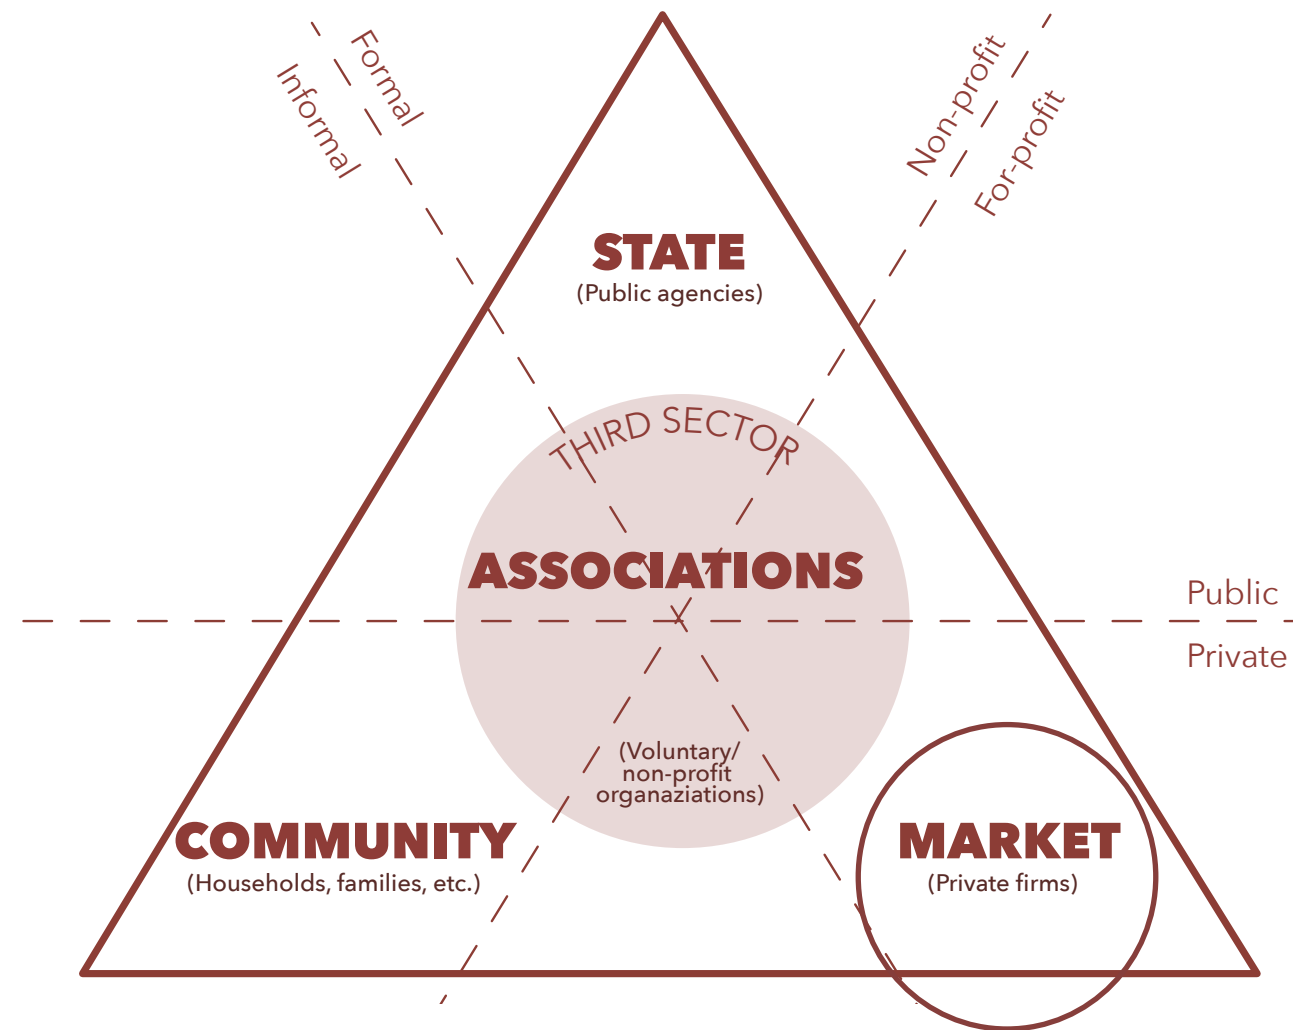 Formal
Informal
Non-profit
For-profit
STATE
(Public agencies)
THIRD SECTOR
ASSOCIATIONS
Public
Private
(Voluntary/
non-profit
organaziations)
COMMUNITY
(Households, families, etc.)
MARKET
(Private firms)